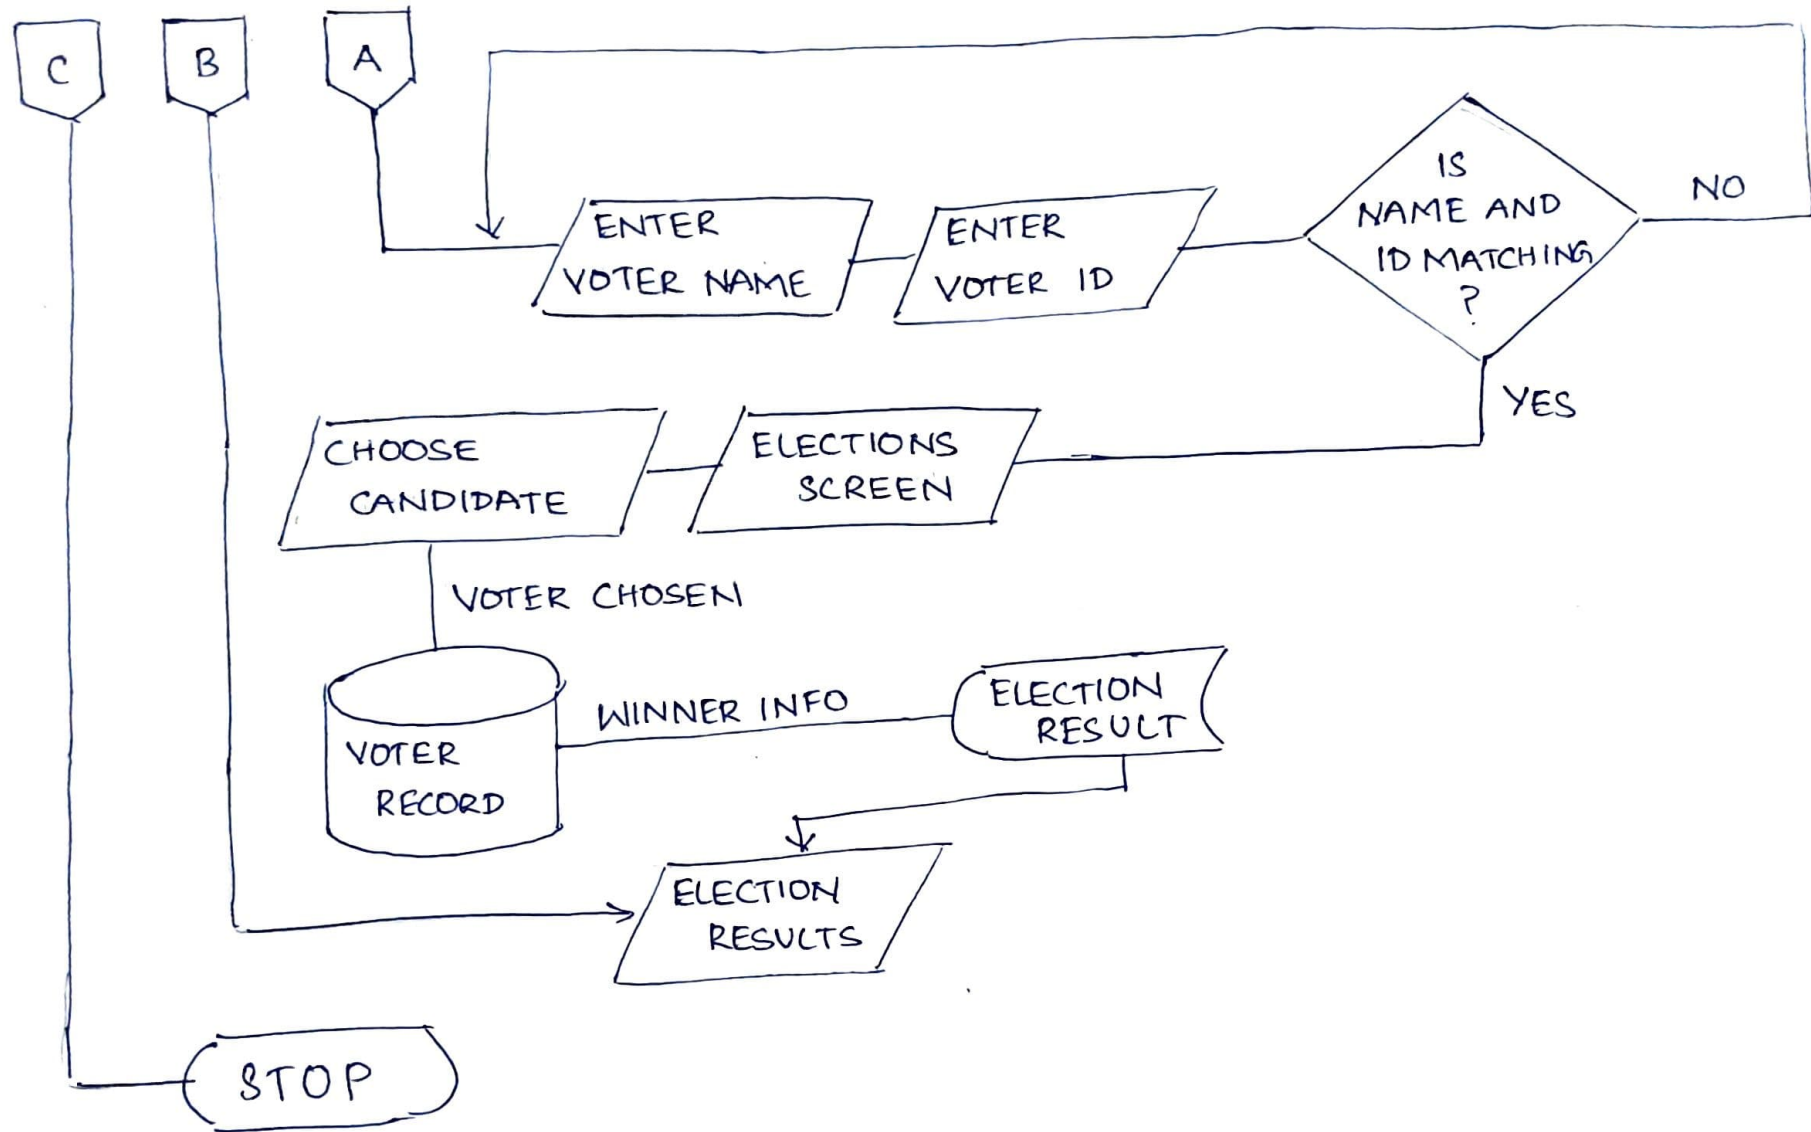 C
B
A
ENTER
VOTER NAME
ENTER
VOTER ID
IS
NAME AND
ID MATCHING
?
NO
YES
CHOOSE
CANDIDATE
ELECTIONS
SCREEN
VOTER CHOSEN
VOTER
RECORD
WINNER INFO
ELECTION
RESULT
ELECTION
RESULTS
STOP